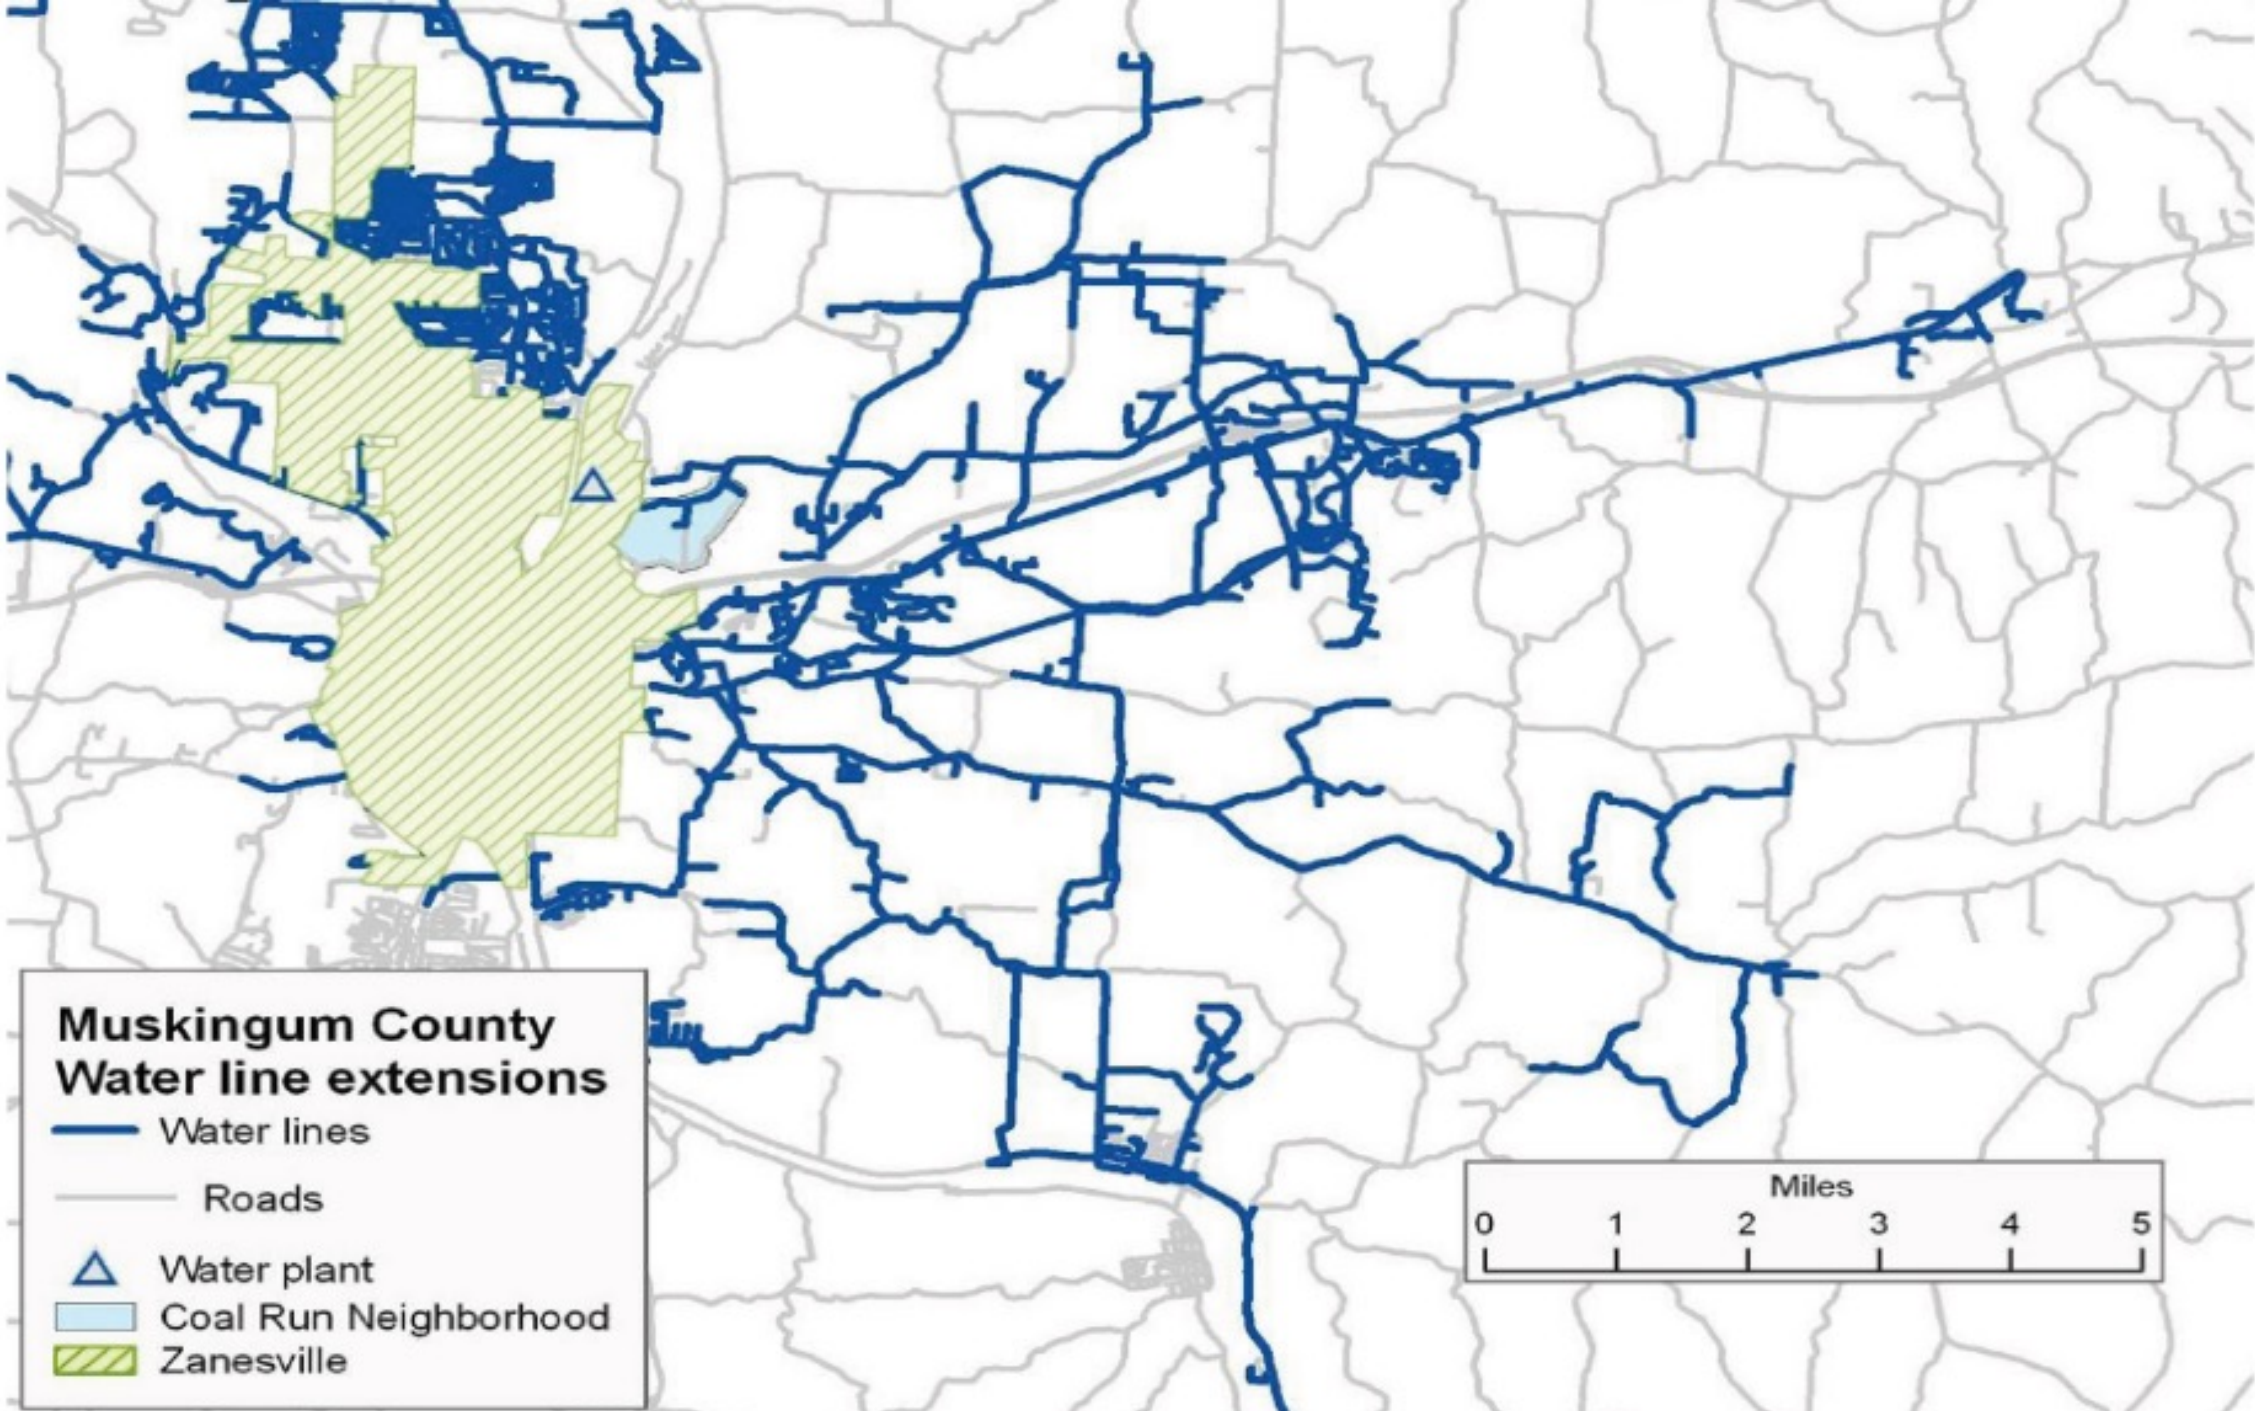 Muskingum County
Water line extensions
Water lines
Roads
Water plant
Coal Run Neighborhood
Zanesville
Miles
0 1 2 3 4 5